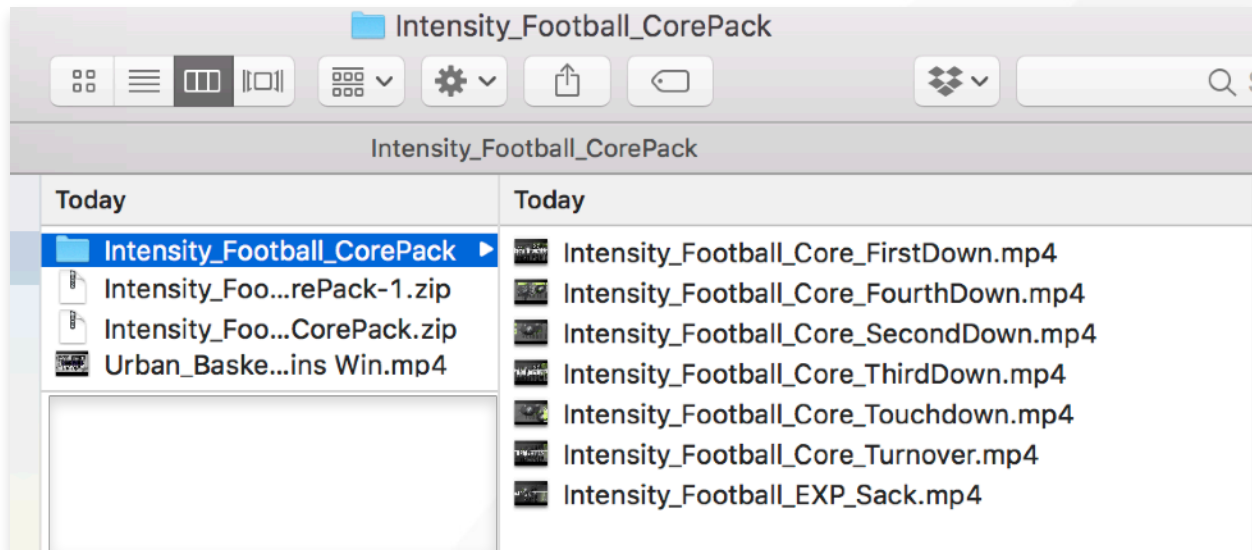 Intensity_Football_CorePack
Intensity_Football_CorePack
Today
Intensity_Football_CorePack
Intensity_Foo...rePack-1.zip
Intensity_Foo...CorePack.zip
Urban_Baske...ins Win.mp4
Today
Intensity_Football_Core_FirstDown.mp4
Intensity_Football_Core_FourthDown.mp4
Intensity_Football_Core_SecondDown.mp4
Intensity_Football_Core_ThirdDown.mp4
Intensity_Football_Core_Touchdown.mp4
Intensity_Football_Core_Turnover.mp4
Intensity_Football_EXP_Sack.mp4